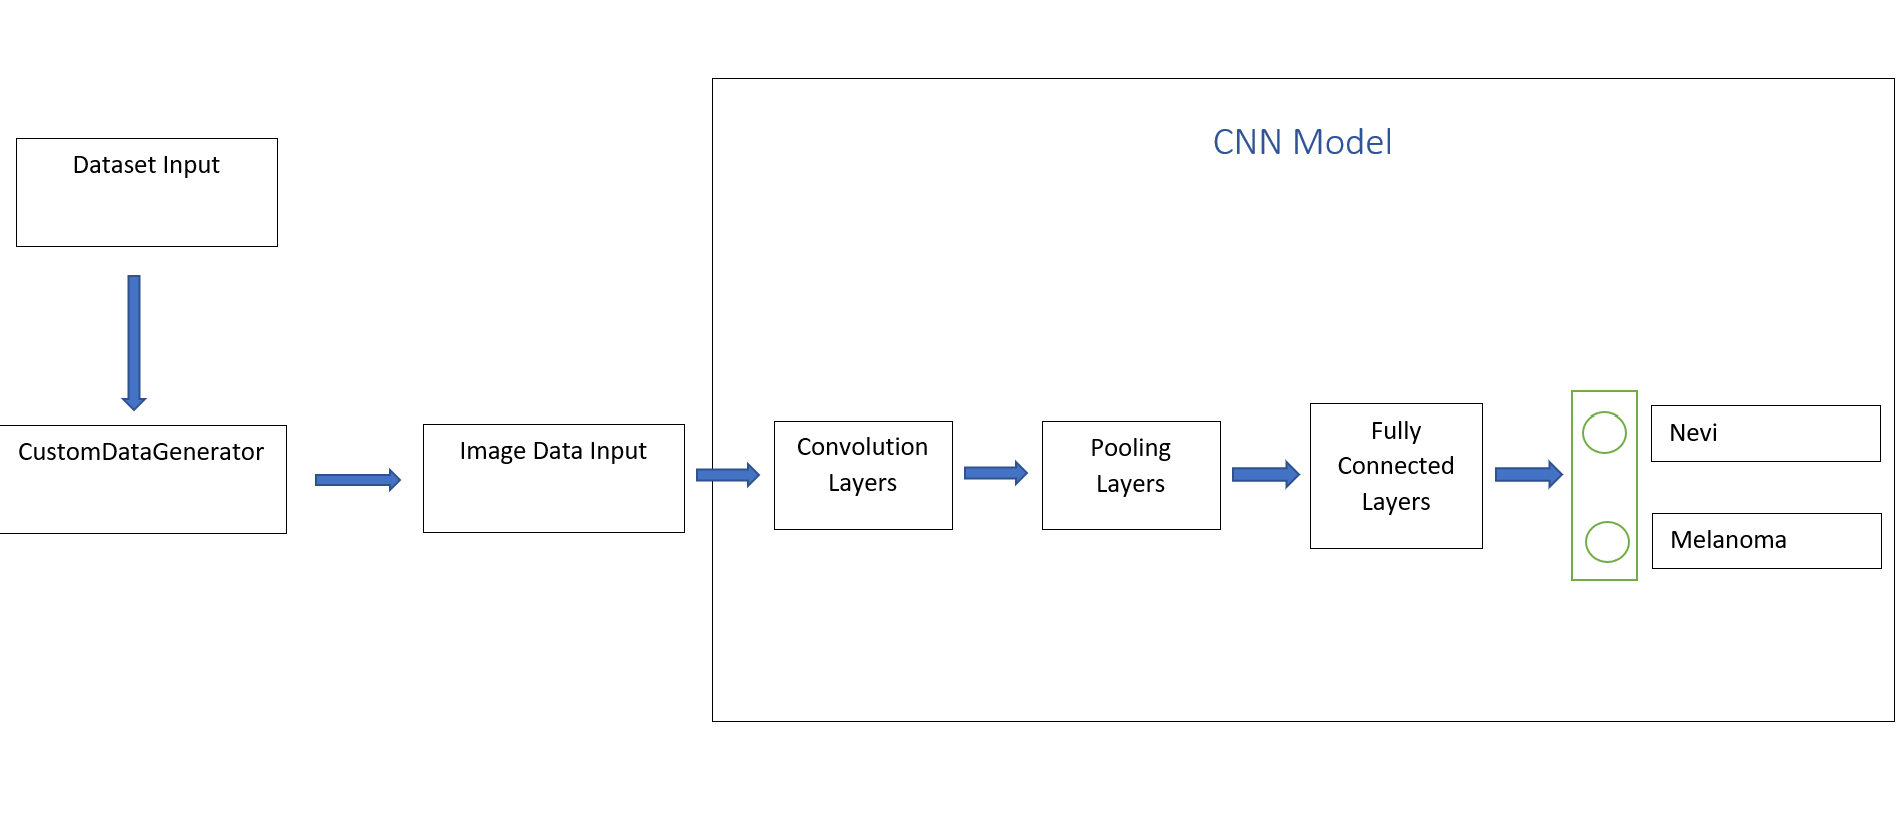 CNN Model
Dataset Input
CustomDataGenerator
Image Data Input
Convolution
Layers
Pooling
Layers
Fully
Connected
Layers
Nevi
Melanoma